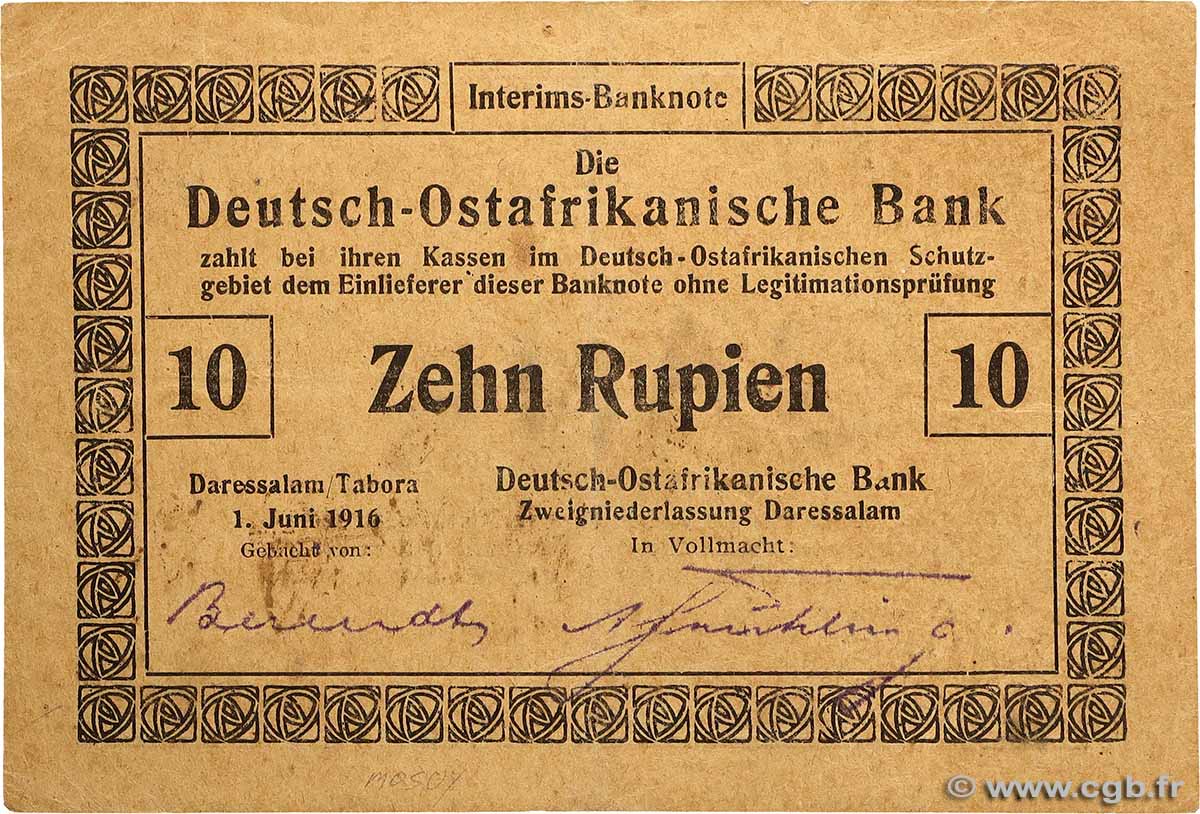 Interims-Banknote
Die
Deutsch-Ostafrikanische Bank
zahlt bei ihren Kassen im Deutsch-Ostafrikanischen Schutz-
gebiet dem Einlieferer dieser Banknote ohne Legitimationsprüfung
10 Zehn Rupien 10
Daressalam/Tabora
1. Juni 1916
Gebucht von:
Berendt
Deutsch-Ostafrikanische Bank
Zweigniederlassung Daressalam
In Vollmacht:
© www.cgb.fr